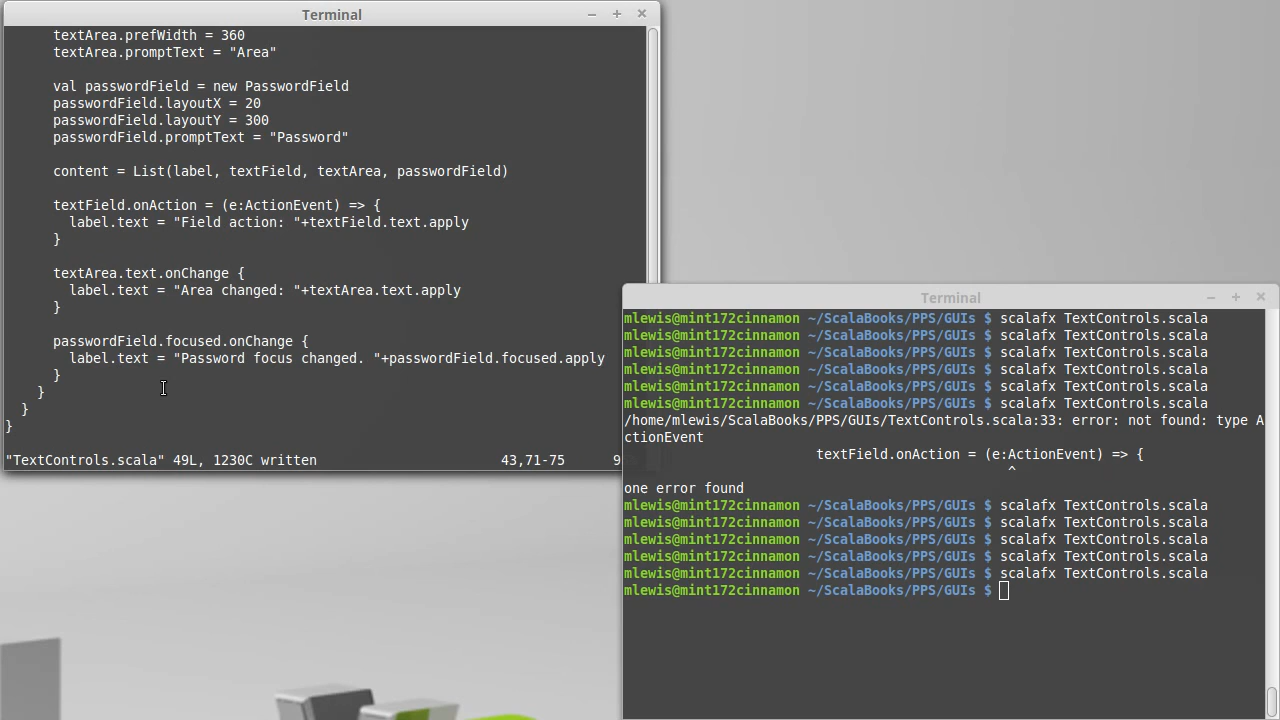 Terminal
textArea.prefWidth = 360
textArea.promptText = "Area"
val passwordField = new PasswordField
passwordField.layoutX = 20
passwordField.layoutY = 300
passwordField.promptText = "Password"
content = List(label, textField, textArea, passwordField)
textField.onAction = (e:ActionEvent) => {
label.text = "Field action: "+textField.text.apply
}
textArea.text.onChange {
label.text = "Area changed: "+textArea.text.apply
}
passwordField.focused.onChange {
label.text = "Password focus changed. "+passwordField.focused.apply
}
}
}
}
"TextControls.scala" 49L, 1230C written 43,71-75 9
Terminal
mlewis@mint172cinnamon ~/ScalaBooks/PPS/GUIs $ scalafx TextControls.scala
mlewis@mint172cinnamon ~/ScalaBooks/PPS/GUIs $ scalafx TextControls.scala
mlewis@mint172cinnamon ~/ScalaBooks/PPS/GUIs $ scalafx TextControls.scala
mlewis@mint172cinnamon ~/ScalaBooks/PPS/GUIs $ scalafx TextControls.scala
mlewis@mint172cinnamon ~/ScalaBooks/PPS/GUIs $ scalafx TextControls.scala
mlewis@mint172cinnamon ~/ScalaBooks/PPS/GUIs $ scalafx TextControls.scala
/home/mlewis/ScalaBooks/PPS/GUIs/TextControls.scala:33: error: not found: type A
ctionEvent
textField.onAction = (e:ActionEvent) => {
^
one error found
mlewis@mint172cinnamon ~/ScalaBooks/PPS/GUIs $ scalafx TextControls.scala
mlewis@mint172cinnamon ~/ScalaBooks/PPS/GUIs $ scalafx TextControls.scala
mlewis@mint172cinnamon ~/ScalaBooks/PPS/GUIs $ scalafx TextControls.scala
mlewis@mint172cinnamon ~/ScalaBooks/PPS/GUIs $ scalafx TextControls.scala
mlewis@mint172cinnamon ~/ScalaBooks/PPS/GUIs $ scalafx TextControls.scala
mlewis@mint172cinnamon ~/ScalaBooks/PPS/GUIs $